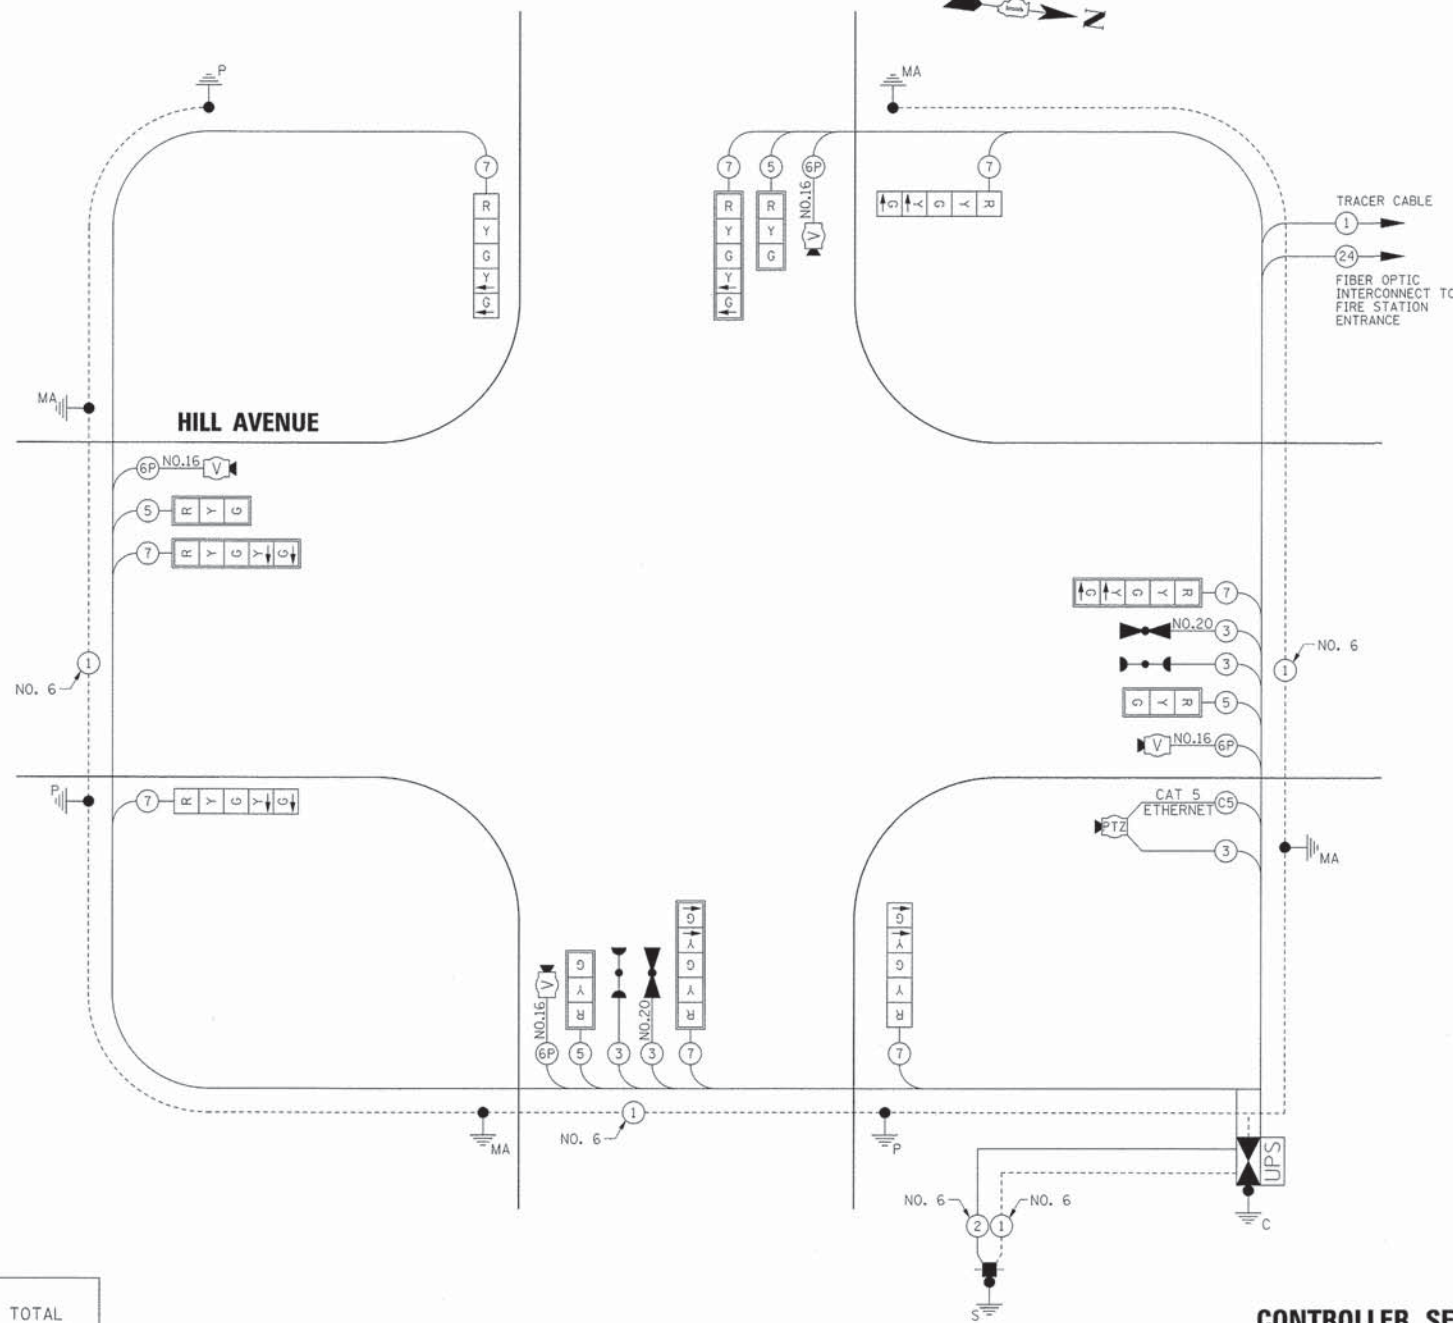 N
P
MA
7
R
Y
G
Y
G
7
R
Y
G
Y
G
5
R
Y
G
6P
NO.16
V
7
G Y G Y R
TRACER CABLE
1
24
FIBER OPTIC
INTERCONNECT TO
FIRE STATION
ENTRANCE
MA
HILL AVENUE
6P NO.16 V
5 R Y G
7 R Y G Y G
G Y G Y R 7
NO.20 3
3
G Y R 5
V NO.16 6P
1
NO. 6
1
NO. 6
P
7 R Y G Y G
CAT 5
ETHERNET C5
PTZ
3
MA
V
NO.16
6P
G
Y
R
5
3
NO.20
3
G
Y
G
Y
R
7
G
Y
G
Y
R
7
MA
NO. 6
1
P
UPS
C
NO. 6
2
1
NO. 6
S
TOTAL
CONTROLLER SE